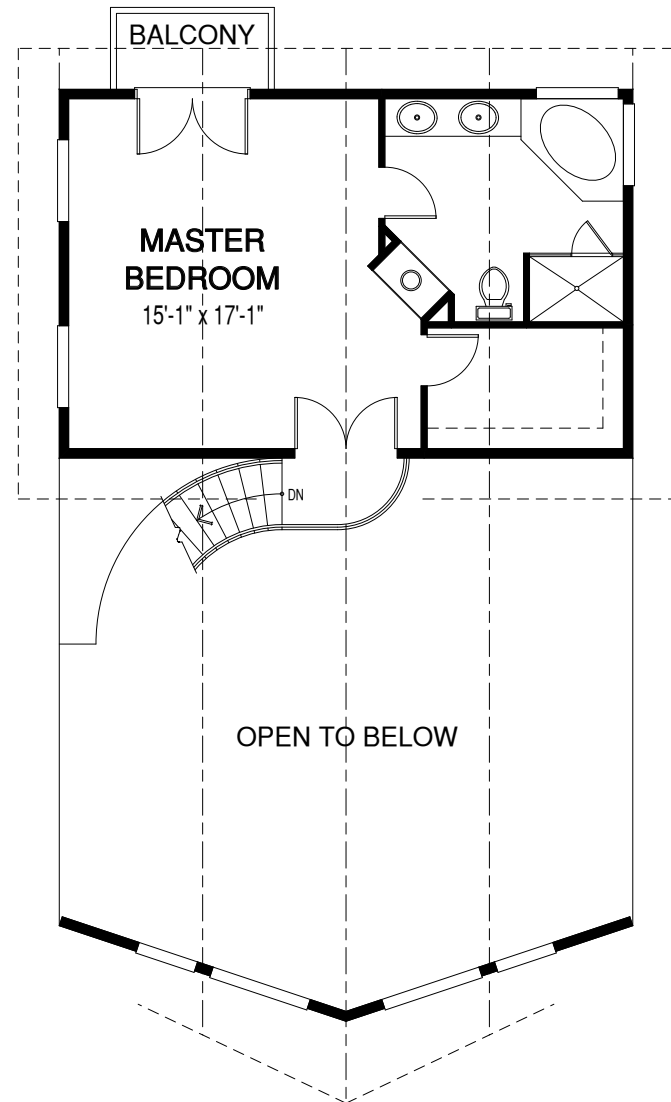 BALCONY
MASTER
BEDROOM
15'-1" x 17'-1"
DN
OPEN TO BELOW